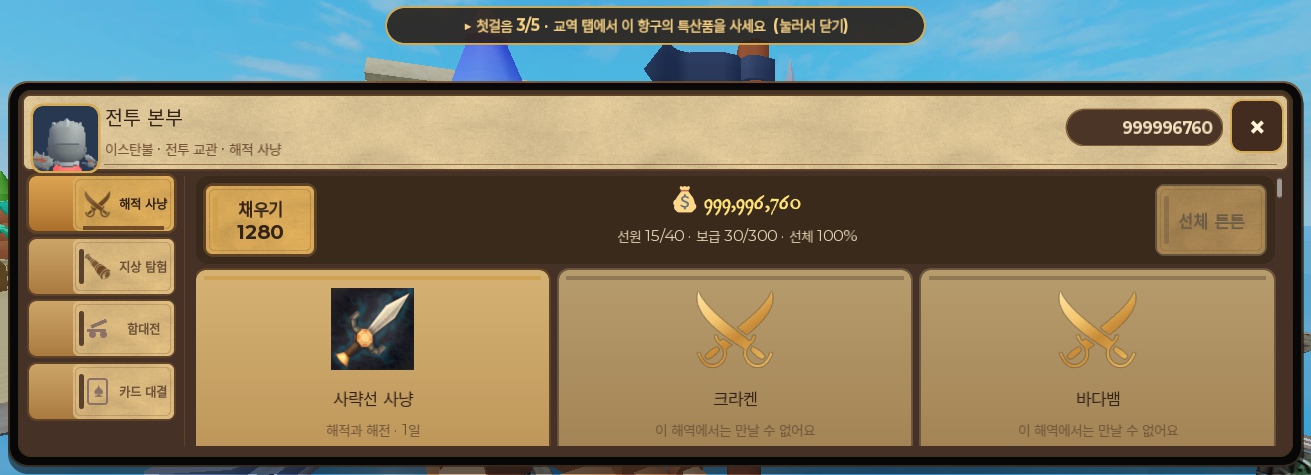 ▸ 첫걸음 3/5 · 교역 탭에서 이 항구의 특산품을 사세요 (눌러서 닫기)
전투 본부
이스탄불 · 전투 교관 · 해적 사냥
999996760
×
해적 사냥
지상 탐험
함대전
카드 대결
채우기
1280
$
999,996,760
선원 15/40 · 보급 30/300 · 선체 100%
선체 튼튼
사략선 사냥
해적과 해전 · 1일
크라켄
이 해역에서는 만날 수 없어요
바다뱀
이 해역에서는 만날 수 없어요